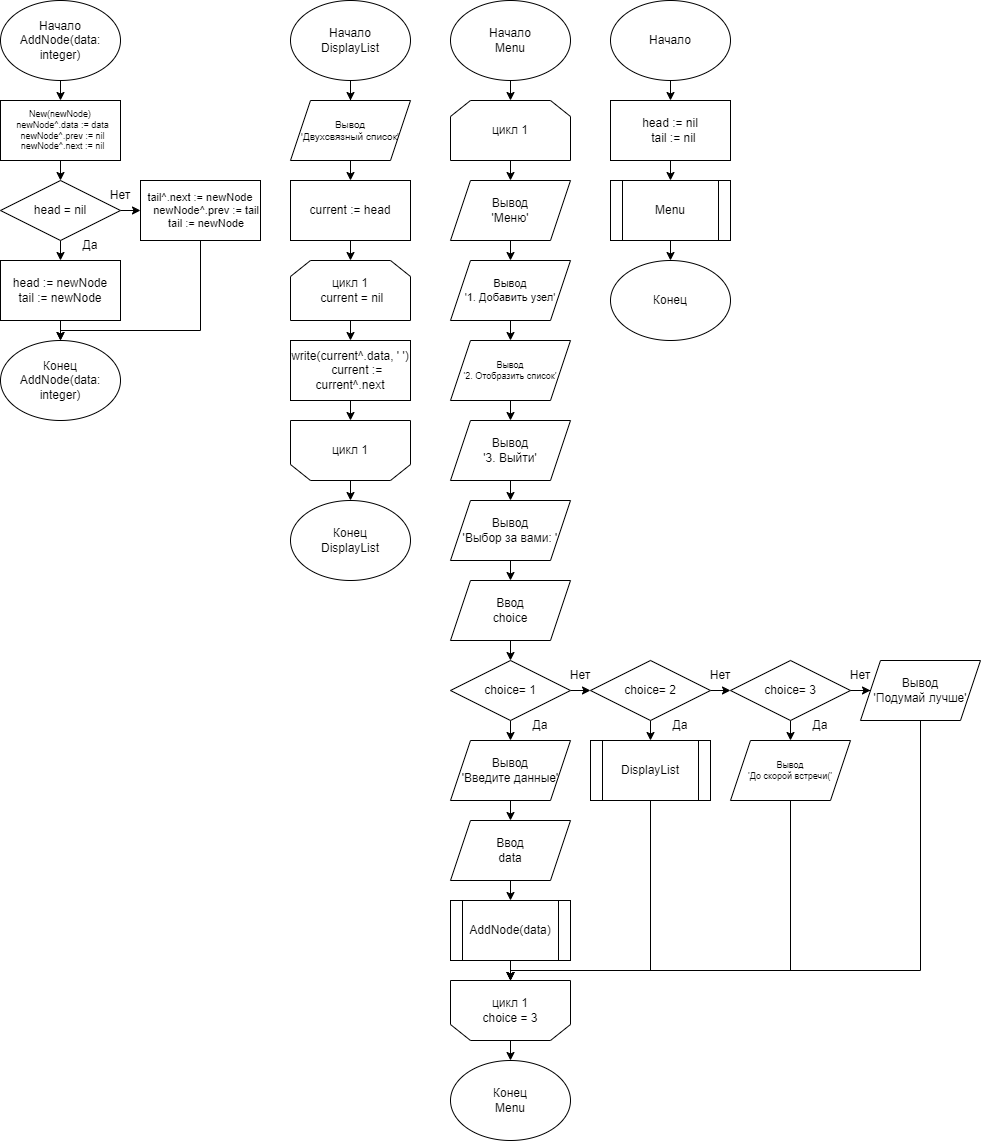 Начало
AddNode(data:
integer)
New(newNode)
newNode^.data := data
newNode^.prev := nil
newNode^.next := nil
head = nil
Нет
Да
tail^.next := newNode
newNode^.prev := tail
tail := newNode
head := newNode
tail := newNode
Конец
AddNode(data:
integer)
Начало
DisplayList
Вывод
'Двухсвязный список'
current := head
цикл 1
current = nil
write(current^.data, ' ')
current :=
current^.next
цикл 1
Конец
DisplayList
Начало
Menu
цикл 1
Вывод
'Меню'
Вывод
'1. Добавить узел'
Вывод
'2. Отобразить список'
Вывод
'3. Выйти'
Вывод
'Выбор за вами: '
Ввод
choice
choice= 1
Нет
Да
choice= 2
Нет
Да
choice= 3
Нет
Да
Вывод
'Подумай лучше'
Вывод
'Введите данные'
DisplayList
Вывод
'До скорой встречи('
Ввод
data
AddNode(data)
цикл 1
choice = 3
Конец
Menu
Начало
head := nil
tail := nil
Menu
Конец